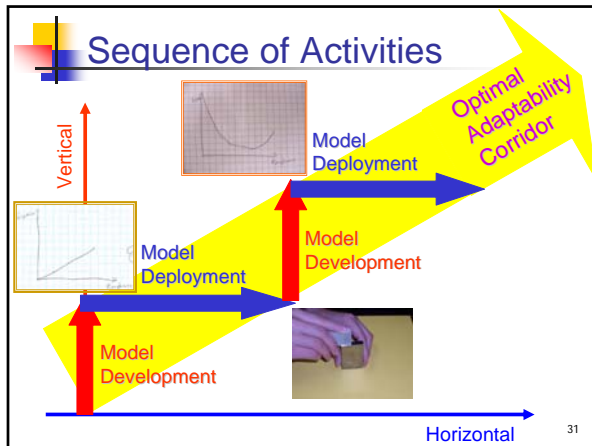 Sequence of Activities
Optimal
Adaptability
Corridor
Model
Deployment
Vertical
Model
Deployment
Model
Development
Model
Development
Horizontal
31